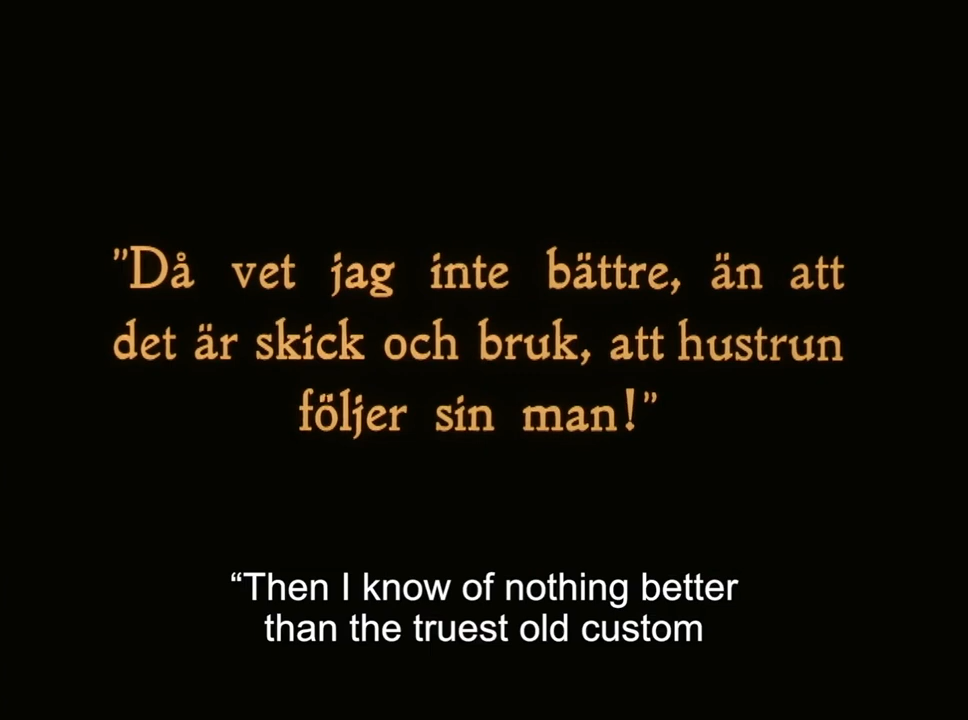 "Då vet jag inte bättre, än att
det är skick och bruk, att hustrun
följer sin man!"
“Then I know of nothing better
than the truest old custom